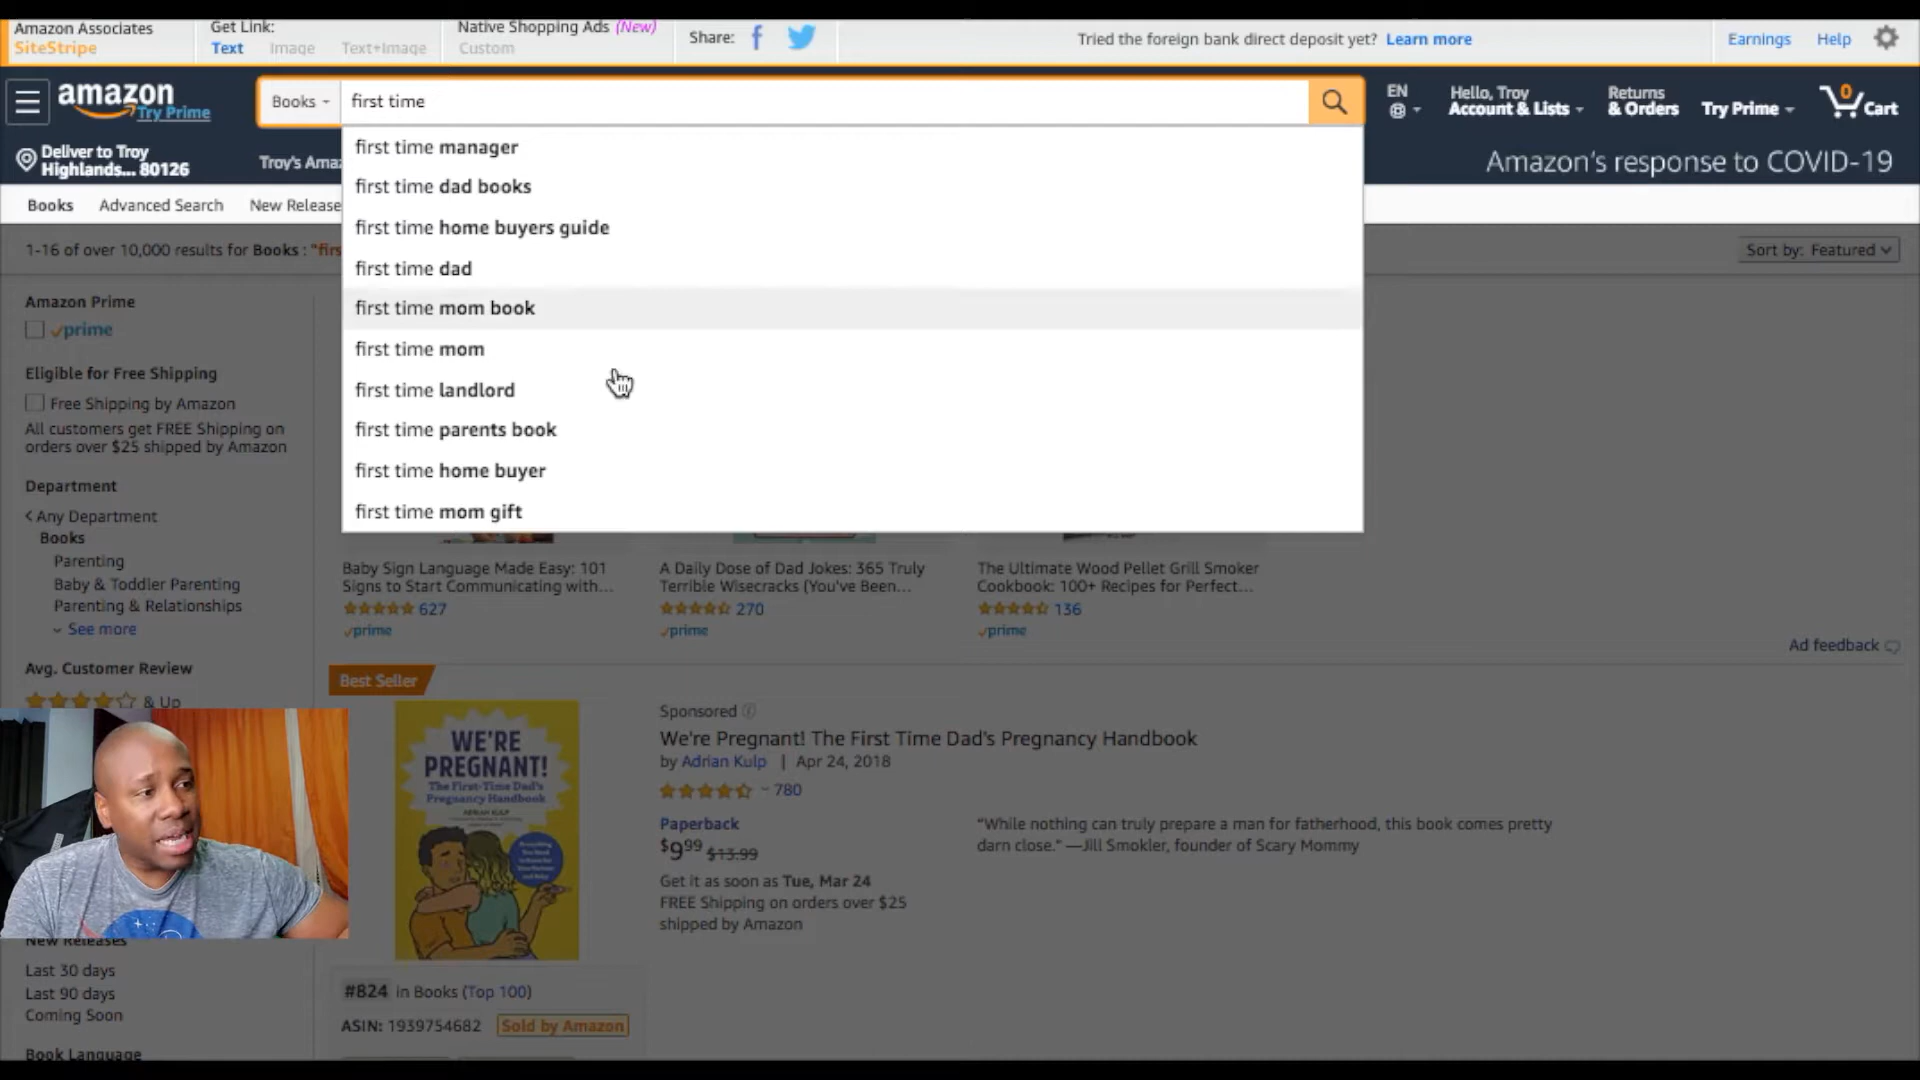 Amazon Associates
SiteStripe
Get Link:
Text Image Text+Image
Native Shopping Ads (New)
Custom
Share:
Tried the foreign bank direct deposit yet? Learn more
Earnings Help
amazon
Try Prime
Books
first time
EN
Hello, Troy
Account & Lists
Returns
& Orders
Try Prime
0
Cart
Deliver to Troy
Highlands... 80126
Troy's Ama
Amazon's response to COVID-19
Books Advanced Search New Release
first time manager
first time dad books
first time home buyers guide
first time dad
first time mom book
first time mom
first time landlord
first time parents book
first time home buyer
first time mom gift
1-16 of over 10,000 results for Books : "firs
Sort by: Featured
Amazon Prime
prime
Eligible for Free Shipping
Free Shipping by Amazon
All customers get FREE Shipping on
orders over $25 shipped by Amazon
Department
Any Department
Books
Parenting
Baby & Toddler Parenting
Parenting & Relationships
See more
Avg. Customer Review
& Up
New Releases
Last 30 days
Last 90 days
Coming Soon
Book Language
Baby Sign Language Made Easy: 101
Signs to Start Communicating with...
627
prime
A Daily Dose of Dad Jokes: 365 Truly
Terrible Wisecracks (You've Been...
270
prime
The Ultimate Wood Pellet Grill Smoker
Cookbook: 100+ Recipes for Perfect...
136
prime
Ad feedback
Best Seller
WE'RE
PREGNANT!
The First-Time Dad's
Pregnancy Handbook
ADRIAN KULP
Sponsored
We're Pregnant! The First Time Dad's Pregnancy Handbook
by Adrian Kulp | Apr 24, 2018
780
Paperback
$9.99 $13.99
Get it as soon as Tue, Mar 24
FREE Shipping on orders over $25
shipped by Amazon
"While nothing can truly prepare a man for fatherhood, this book comes pretty
darn close." —Jill Smokler, founder of Scary Mommy
#824 in Books (Top 100)
ASIN: 1939754682 Sold by Amazon